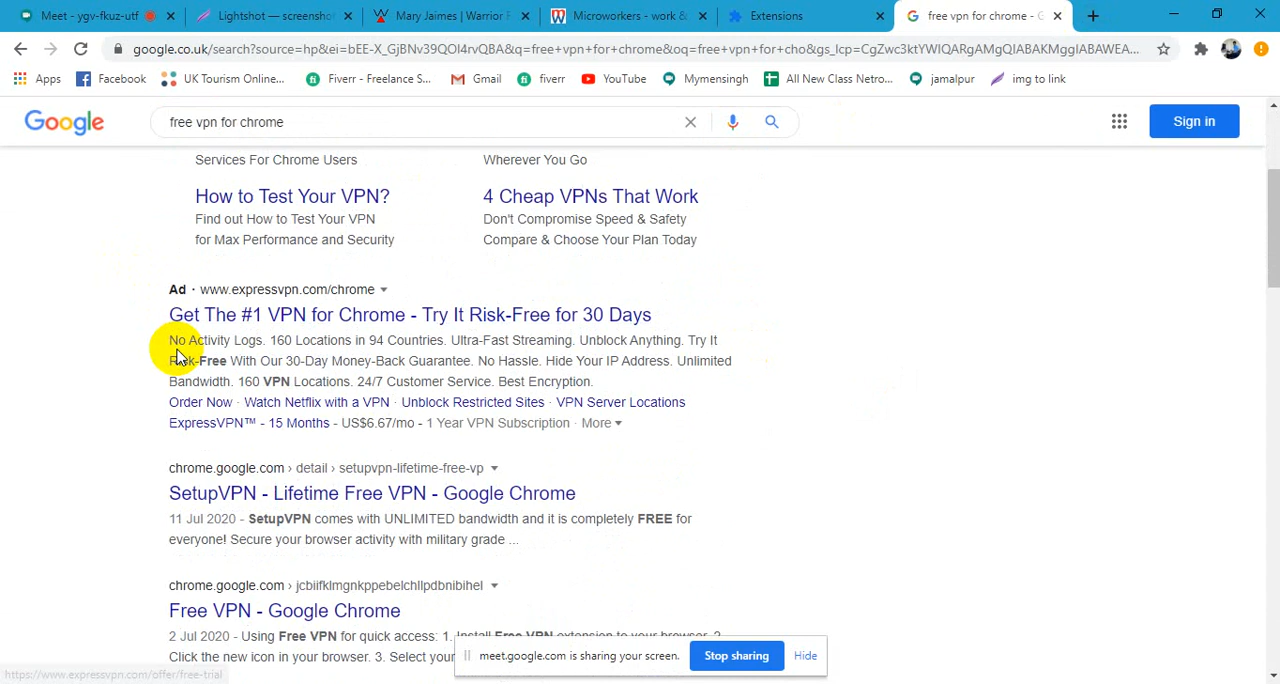 Meet - ygv-fkuz-utf
Lightshot — screensho
Mary Jaimes | Warrior F
Microworkers - work &
Extensions
free vpn for chrome - G
google.co.uk/search?source=hp&ei=bEE-X_GjBNv39QOI4rvQBA&q=free+vpn+for+chrome&oq=free+vpn+for+cho&gs_lcp=CgZwc3ktYWIQARgAMgQIABAKMggIABAWEA...
Apps
Facebook
UK Tourism Online...
Fiverr - Freelance S...
Gmail
fiverr
YouTube
Mymersingh
All New Class Netro...
jamalpur
img to link
Google
free vpn for chrome
Sign in
Services For Chrome Users
Wherever You Go
How to Test Your VPN?
Find out How to Test Your VPN
for Max Performance and Security
4 Cheap VPNs That Work
Don't Compromise Speed & Safety
Compare & Choose Your Plan Today
Ad · www.expressvpn.com/chrome
Get The #1 VPN for Chrome - Try It Risk-Free for 30 Days
No Activity Logs. 160 Locations in 94 Countries. Ultra-Fast Streaming. Unblock Anything. Try It
Risk-Free With Our 30-Day Money-Back Guarantee. No Hassle. Hide Your IP Address. Unlimited
Bandwidth. 160 VPN Locations. 24/7 Customer Service. Best Encryption.
Order Now · Watch Netflix with a VPN · Unblock Restricted Sites · VPN Server Locations
ExpressVPN™ - 15 Months - US$6.67/mo - 1 Year VPN Subscription · More
chrome.google.com › detail › setupvpn-lifetime-free-vp
SetupVPN - Lifetime Free VPN - Google Chrome
11 Jul 2020 - SetupVPN comes with UNLIMITED bandwidth and it is completely FREE for
everyone! Secure your browser activity with military grade ...
chrome.google.com › jcbiifklmgnkppebelchllpdbnibihel
Free VPN - Google Chrome
2 Jul 2020 - Using Free VPN for quick access: 1. Install Free VPN extension to your browser. 2.
Click the new icon in your browser. 3. Select your
meet.google.com is sharing your screen.
Stop sharing
Hide
https://www.expressvpn.com/offer/free-trial